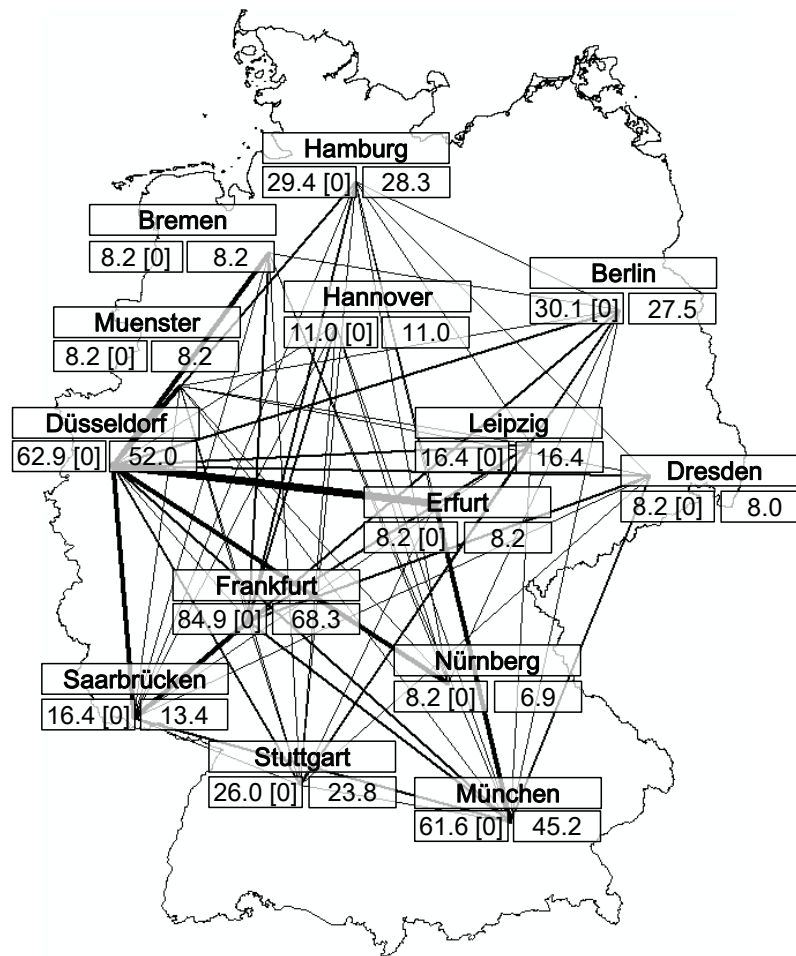 Hamburg
29.4 [0] 28.3
Bremen
8.2 [0] 8.2
Berlin
30.1 [0] 27.5
Hannover
11.0 [0] 11.0
Muenster
8.2 [0] 8.2
Düsseldorf
62.9 [0] 52.0
Leipzig
16.4 [0] 16.4
Dresden
8.2 [0] 8.0
Erfurt
8.2 [0] 8.2
Frankfurt
84.9 [0] 68.3
Nürnberg
8.2 [0] 6.9
Saarbrücken
16.4 [0] 13.4
Stuttgart
26.0 [0] 23.8
München
61.6 [0] 45.2